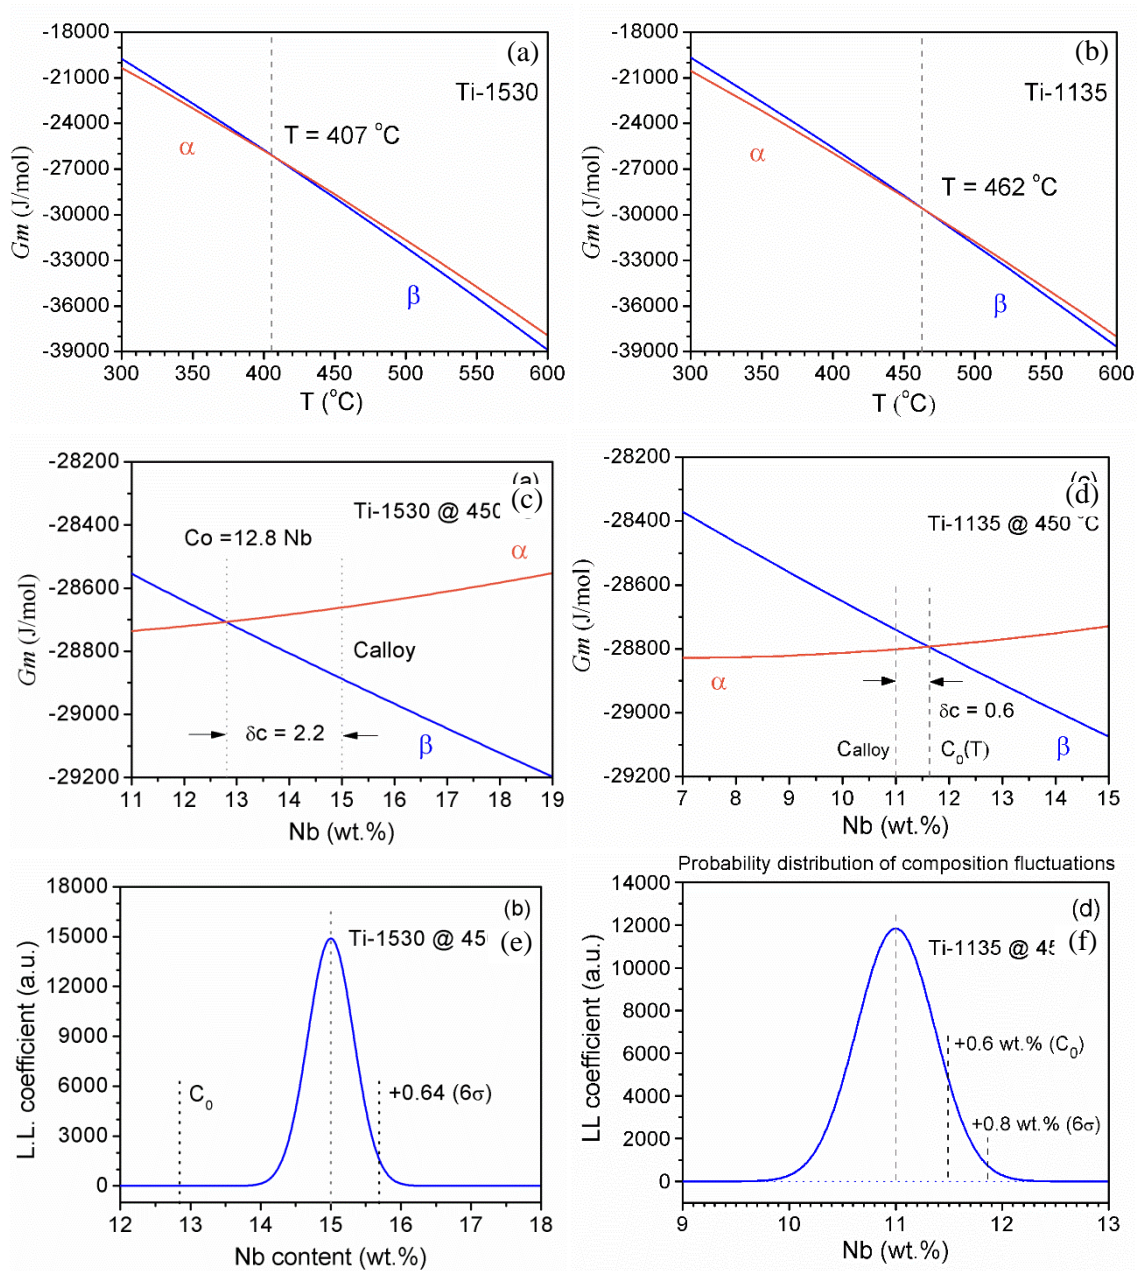 (a)
Ti-1530
T = 407 °C
α
β
Gm (J/mol)
-18000
-21000
-24000
-27000
-30000
-33000
-36000
-39000
300 350 400 450 500 550 600
T (°C)
(b)
Ti-1135
T = 462 °C
α
β
Gm (J/mol)
-18000
-21000
-24000
-27000
-30000
-33000
-36000
-39000
300 350 400 450 500 550 600
T (°C)
(c)
Ti-1530 @ 450
Co =12.8 Nb
α
Calloy
δc = 2.2
β
Gm (J/mol)
-28200
-28400
-28600
-28800
-29000
-29200
11 12 13 14 15 16 17 18 19
Nb (wt.%)
(d)
Ti-1135 @ 450 °C
α
δc = 0.6
Calloy
C0(T)
β
Gm (J/mol)
-28200
-28400
-28600
-28800
-29000
-29200
7 8 9 10 11 12 13 14 15
Nb (wt.%)
(b)
(e)
Ti-1530 @ 45
C0
+0.64 (6σ)
L.L. coefficient (a.u.)
18000
15000
12000
9000
6000
3000
0
12 13 14 15 16 17 18
Nb content (wt.%)
Probability distribution of composition fluctuations
(d)
(f)
Ti-1135 @ 45
+0.6 wt.% (C0)
+0.8 wt.% (6σ)
LL coefficient (a.u.)
14000
12000
10000
8000
6000
4000
2000
0
9 10 11 12 13
Nb (wt.%)